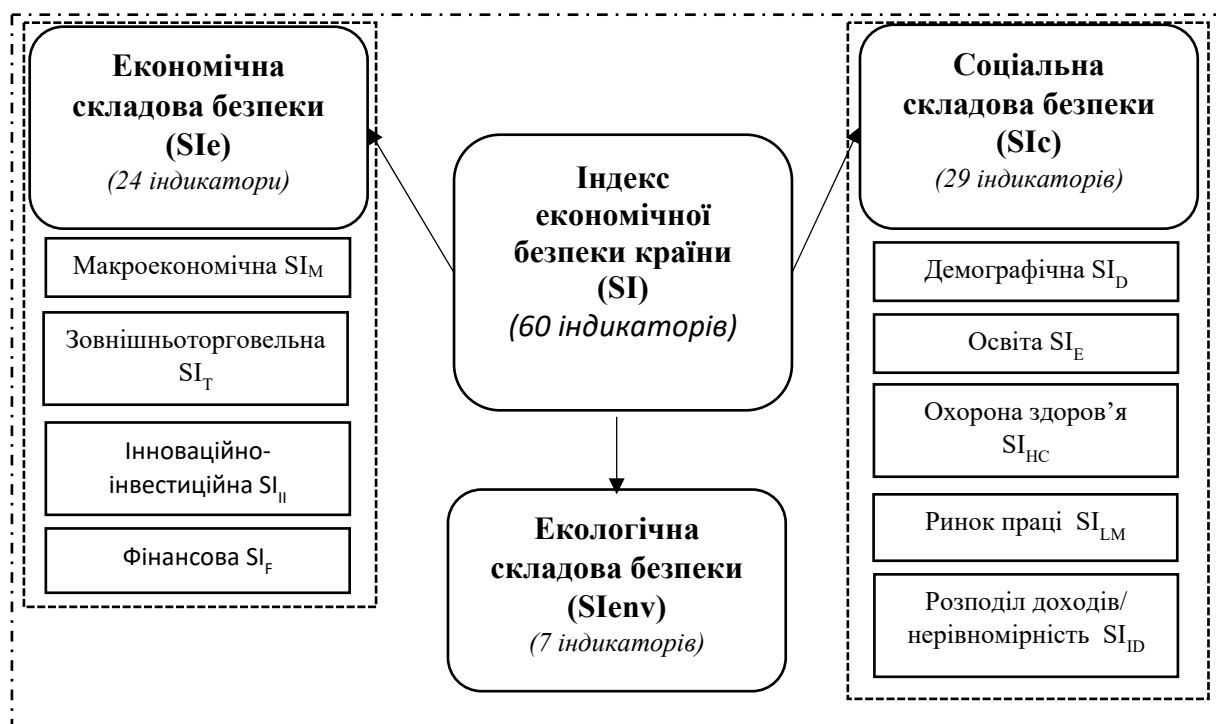 Економічна
складова безпеки
(SIe)
(24 індикатори)
Макроекономічна SIM
Зовнішньоторговельна
SIT
Інноваційно-
інвестиційна SIII
Фінансова SIF
Індекс
економічної
безпеки країни
(SI)
(60 індикаторів)
Екологічна
складова безпеки
(SIenv)
(7 індикаторів)
Соціальна
складова безпеки
(SIc)
(29 індикаторів)
Демографічна SID
Освіта SIE
Охорона здоров’я
SIHC
Ринок праці SILM
Розподіл доходів/
нерівномірність SIID